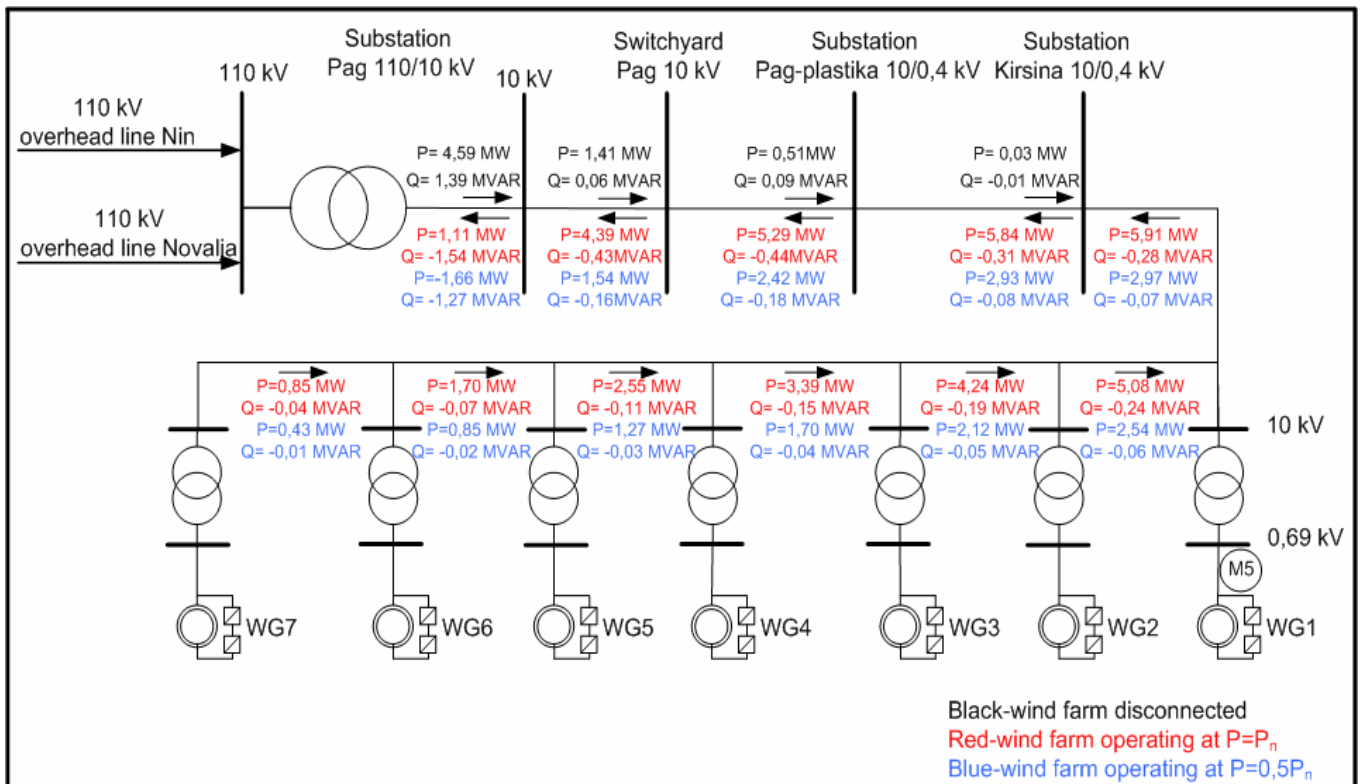 Substation
Pag 110/10 kV
Switchyard
Pag 10 kV
Substation
Pag-plastika 10/0,4 kV
Substation
Kirsina 10/0,4 kV
110 kV
10 kV
110 kV
overhead line Nin
110 kV
overhead line Novalja
P= 4,59 MW
Q= 1,39 MVAR
P= 1,41 MW
Q= 0,06 MVAR
P= 0,51MW
Q= 0,09 MVAR
P= 0,03 MW
Q= -0,01 MVAR
P=1,11 MW
Q= -1,54 MVAR
P=-1,66 MW
Q= -1,27 MVAR
P=4,39 MW
Q= -0,43MVAR
P=1,54 MW
Q= -0,16MVAR
P=5,29 MW
Q= -0,44MVAR
P=2,42 MW
Q= -0,18 MVAR
P=5,84 MW
Q= -0,31 MVAR
P=2,93 MW
Q= -0,08 MVAR
P=5,91 MW
Q= -0,28 MVAR
P=2,97 MW
Q= -0,07 MVAR
P=0,85 MW
Q= -0,04 MVAR
P=0,43 MW
Q= -0,01 MVAR
P=1,70 MW
Q= -0,07 MVAR
P=0,85 MW
Q= -0,02 MVAR
P=2,55 MW
Q= -0,11 MVAR
P=1,27 MW
Q= -0,03 MVAR
P=3,39 MW
Q= -0,15 MVAR
P=1,70 MW
Q= -0,04 MVAR
P=4,24 MW
Q= -0,19 MVAR
P=2,12 MW
Q= -0,05 MVAR
P=5,08 MW
Q= -0,24 MVAR
P=2,54 MW
Q= -0,06 MVAR
10 kV
0,69 kV
M5
WG7
WG6
WG5
WG4
WG3
WG2
WG1
Black-wind farm disconnected
Red-wind farm operating at P=Pₙ
Blue-wind farm operating at P=0,5Pₙ